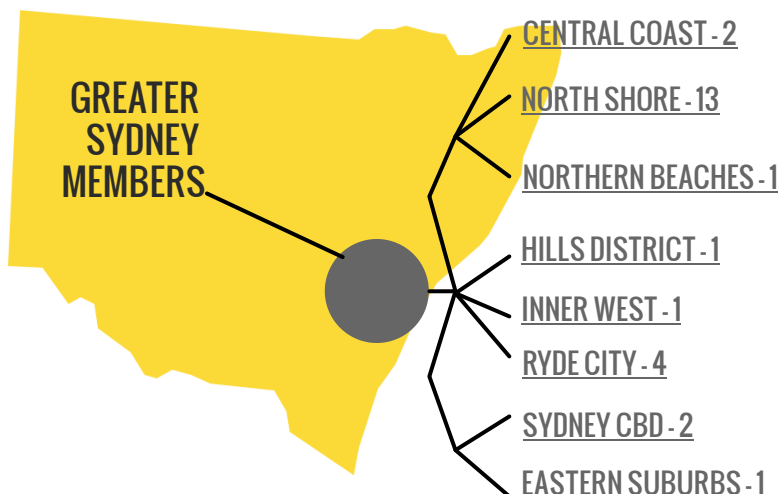 GREATER
SYDNEY
MEMBERS
CENTRAL COAST - 2
NORTH SHORE - 13
NORTHERN BEACHES - 1
HILLS DISTRICT - 1
INNER WEST - 1
RYDE CITY - 4
SYDNEY CBD - 2
EASTERN SUBURBS - 1